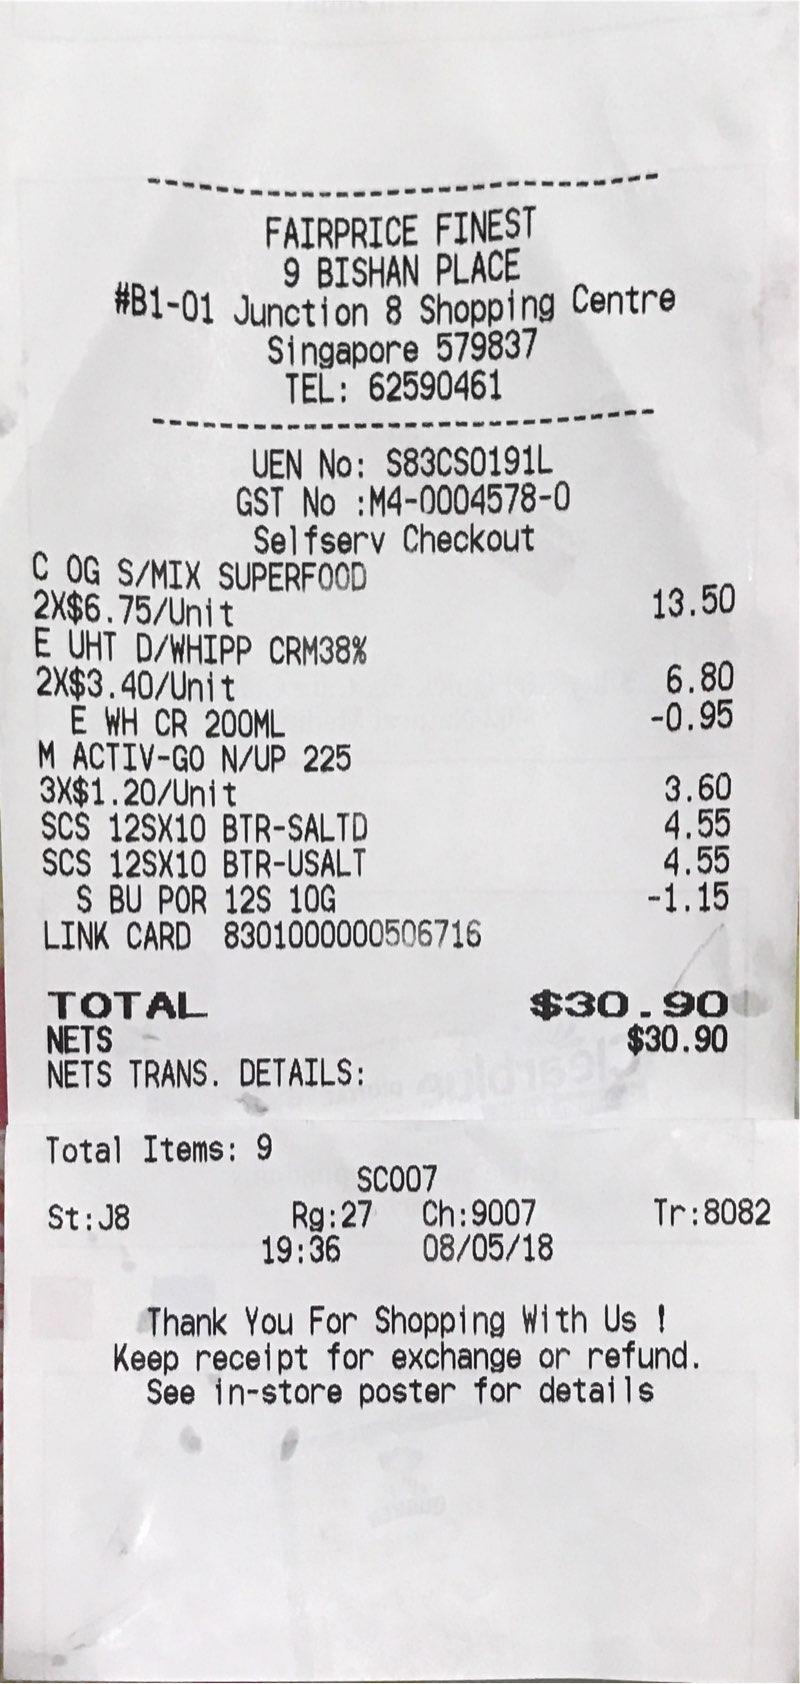 FAIRPRICE FINEST
9 BISHAN PLACE
#B1-01 Junction 8 Shopping Centre
Singapore 579837
TEL: 62590461
UEN No: S83CS0191L
GST No :M4-0004578-0
Selfserv Checkout
C OG S/MIX SUPERFOOD
2X$6.75/Unit 13.50
E UHT D/WHIPP CRM38%
2X$3.40/Unit 6.80
E WH CR 200ML -0.95
M ACTIV-GO N/UP 225
3X$1.20/Unit 3.60
SCS 12SX10 BTR-SALTD 4.55
SCS 12SX10 BTR-USALT 4.55
S BU POR 12S 10G -1.15
LINK CARD 8301000000506716
TOTAL $30.90
NETS $30.90
NETS TRANS. DETAILS:
Total Items: 9
SC007
St:J8 Rg:27 Ch:9007 Tr:8082
19:36 08/05/18
Thank You For Shopping With Us !
Keep receipt for exchange or refund.
See in-store poster for details